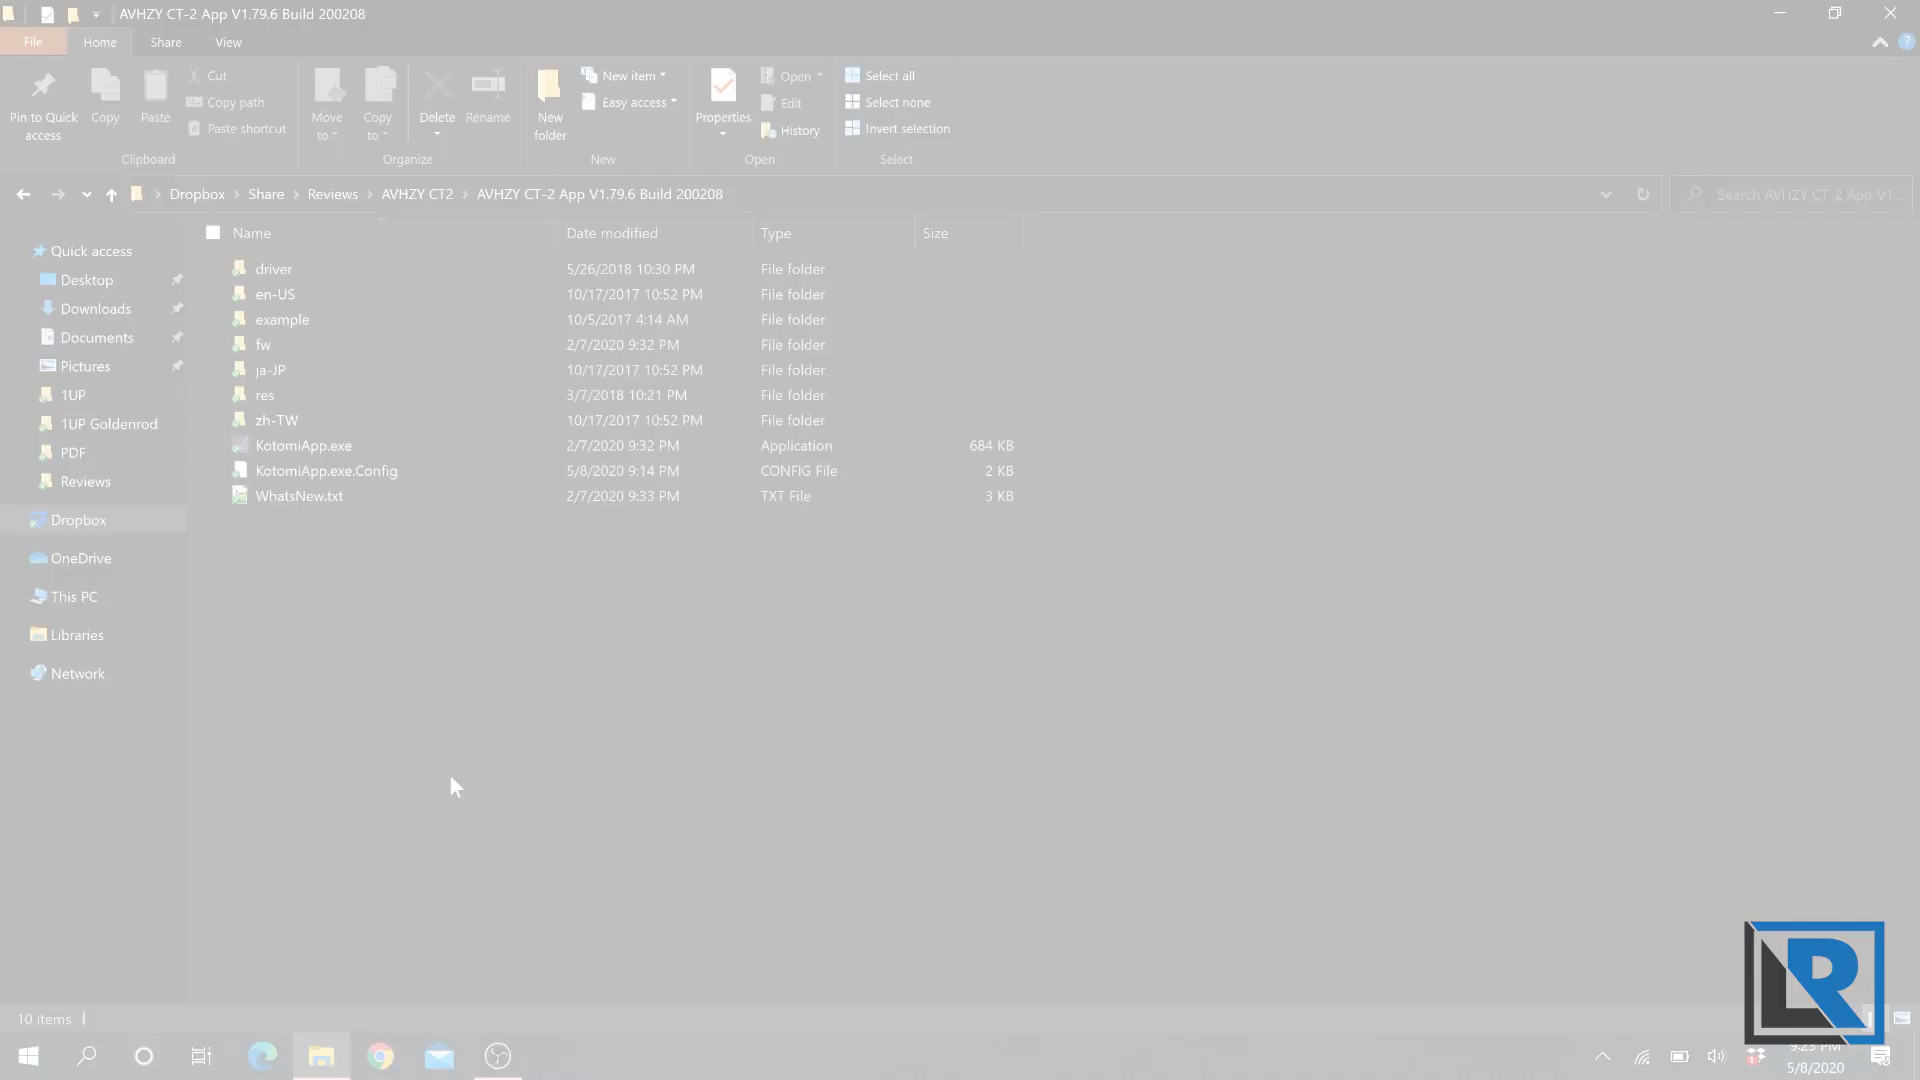 AVHZY CT-2 App V1.79.6 Build 200208
File Home Share View
Pin to Quick access
Copy
Paste
Cut
Copy path
Paste shortcut
Clipboard
Move to
Copy to
Delete
Rename
Organize
New folder
New item
Easy access
New
Properties
Open
Edit
History
Open
Select all
Select none
Invert selection
Select
Dropbox Share Reviews AVHZY CT2 AVHZY CT-2 App V1.79.6 Build 200208
Search AVHZY CT-2 App V1...
Quick access
Desktop
Downloads
Documents
Pictures
1UP
1UP Goldenrod
PDF
Reviews
Dropbox
OneDrive
This PC
Libraries
Network
Name Date modified Type Size
driver 5/26/2018 10:30 PM File folder
en-US 10/17/2017 10:52 PM File folder
example 10/5/2017 4:14 AM File folder
fw 2/7/2020 9:32 PM File folder
ja-JP 10/17/2017 10:52 PM File folder
res 3/7/2018 10:21 PM File folder
zh-TW 10/17/2017 10:52 PM File folder
KotomiApp.exe 2/7/2020 9:32 PM Application 684 KB
KotomiApp.exe.Config 5/8/2020 9:14 PM CONFIG File 2 KB
WhatsNew.txt 2/7/2020 9:33 PM TXT File 3 KB
10 items
LR
9:23 PM
5/8/2020